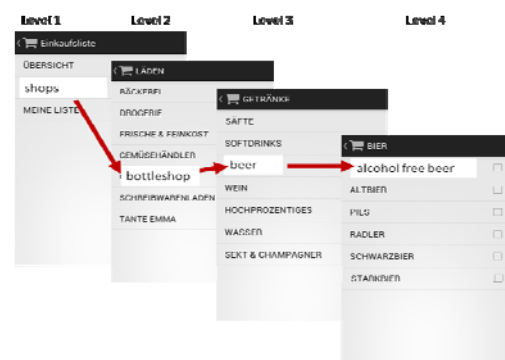 Level 1 Level 2 Level 3 Level 4
Einkaufsliste
ÜBERSICHT
shops
MEINE LISTE
LÄDEN
BÄCKEREI
DROGERIE
FRISCHE & FEINKOST
GEMÜSEHÄNDLER
bottleshop
SCHREIBWARENLADEN
TANTE EMMA
GETRÄNKE
SÄFTE
SOFTDRINKS
beer
WEIN
HOCHPROZENTIGES
WASSER
SEKT & CHAMPAGNER
BIER
alcohol free beer
ALTBIER
PILS
RADLER
SCHWARZBIER
STARKBIER